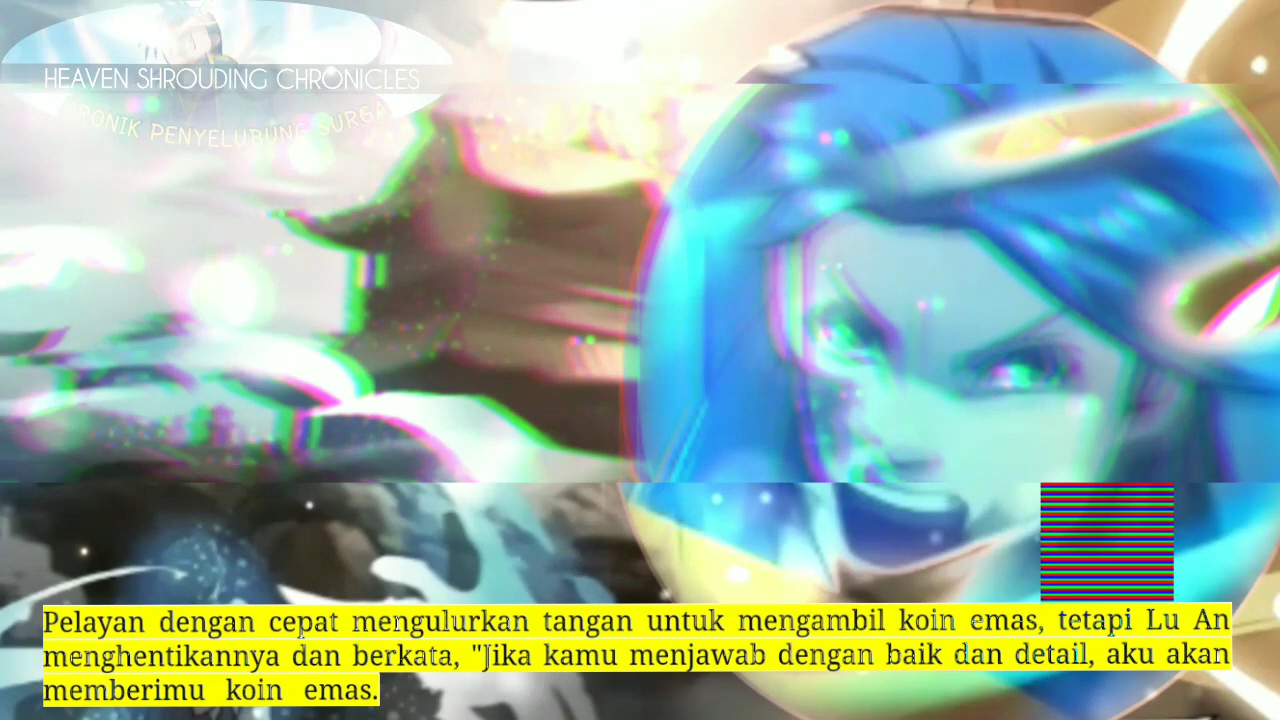 HEAVEN SHROUDING CHRONICLES
KRONIK PENYELUBUNG SURGA
Pelayan dengan cepat mengulurkan tangan untuk mengambil koin emas, tetapi Lu An
menghentikannya dan berkata, "Jika kamu menjawab dengan baik dan detail, aku akan
memberimu koin emas.